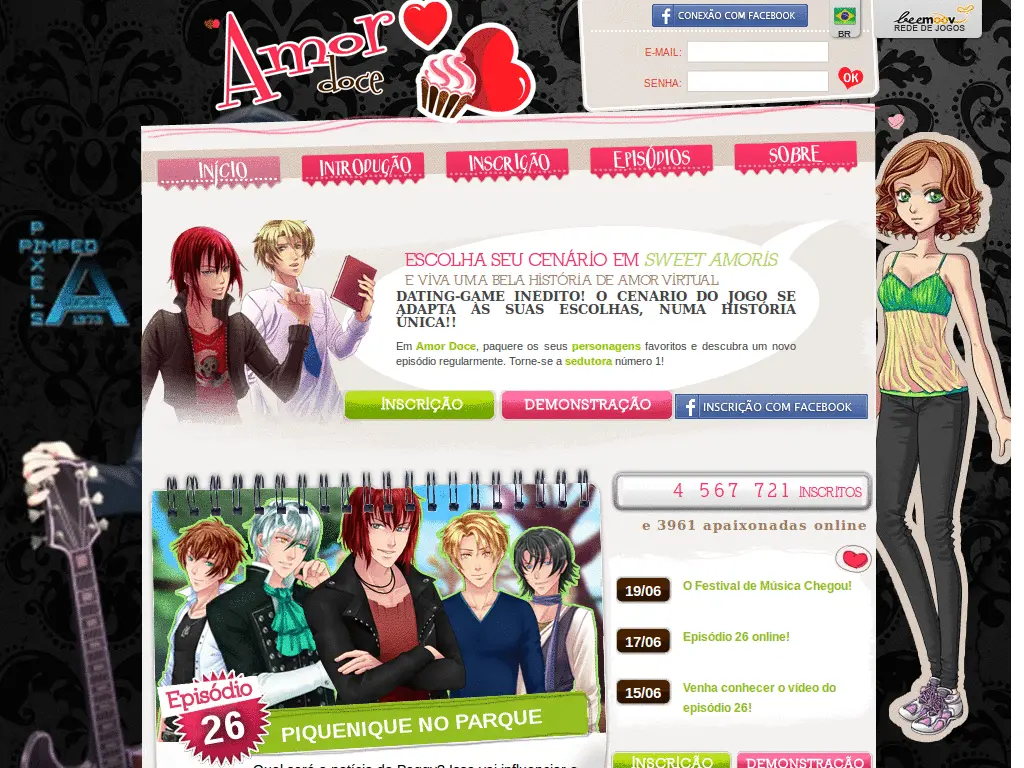 Amor
doce
CONEXÃO COM FACEBOOK
BR
beemoov
REDE DE JOGOS
E-MAIL:
SENHA:
OK
INÍCIO
INTRODUÇÃO
INSCRIÇÃO
EPISÓDIOS
SOBRE
PIMPED
PIXELS
A
1973
ESCOLHA SEU CENÁRIO EM SWEET AMORIS
E VIVA UMA BELA HISTÓRIA DE AMOR VIRTUAL
DATING-GAME INEDITO! O CENARIO DO JOGO SE
ADAPTA ÀS SUAS ESCOLHAS, NUMA HISTÓRIA
ÚNICA!!
Em Amor Doce, paquere os seus personagens favoritos e descubra um novo
episódio regularmente. Torne-se a sedutora número 1!
INSCRIÇÃO
DEMONSTRAÇÃO
INSCRIÇÃO COM FACEBOOK
4 567 721 INSCRITOS
e 3961 apaixonadas online
19/06 O Festival de Música Chegou!
17/06 Episódio 26 online!
15/06 Venha conhecer o vídeo do
episódio 26!
Episódio
26
PIQUENIQUE NO PARQUE
INSCRIÇÃO
DEMONSTRAÇÃO